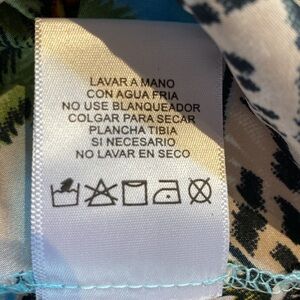 LAVAR A MANO
CON AGUA FRIA
NO USE BLANQUEADOR
COLGAR PARA SECAR
PLANCHA TIBIA
SI NECESARIO
NO LAVAR EN SECO